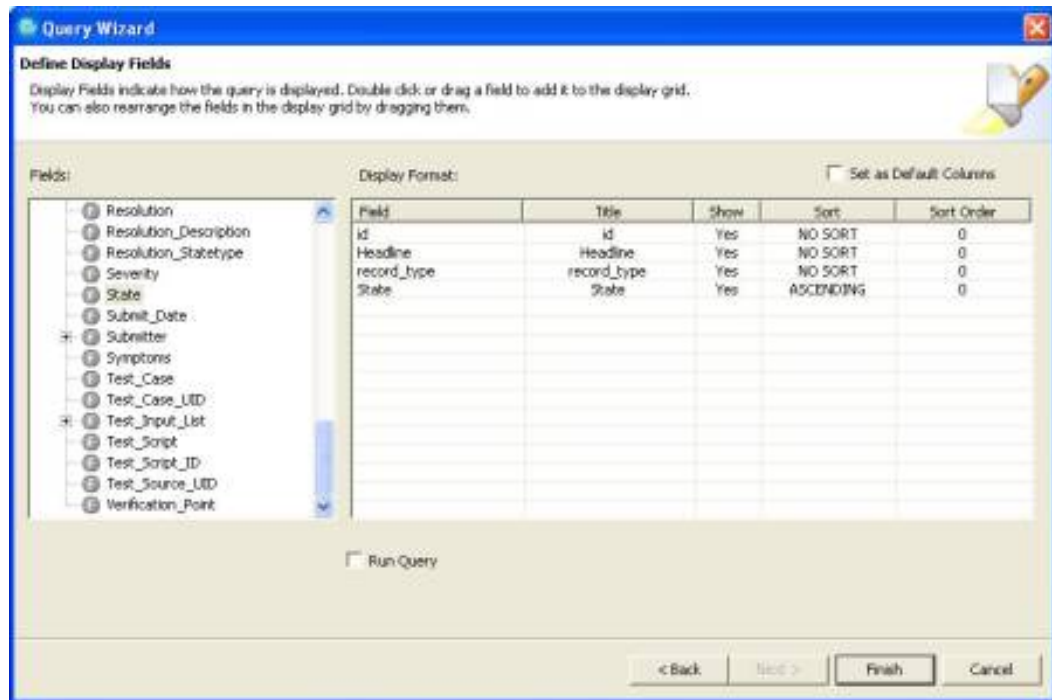 Query Wizard
Define Display Fields
Display Fields indicate how the query is displayed. Double click or drag a field to add it to the display grid.
You can also rearrange the fields in the display grid by dragging them.
Fields:
Display Format:
Set as Default Columns
Resolution
Resolution_Description
Resolution_Statetype
Severity
State
Submit_Date
Submitter
Symptoms
Test_Case
Test_Case_UID
Test_Input_List
Test_Script
Test_Script_ID
Test_Source_UID
Verification_Point
Field Title Show Sort Sort Order
id id Yes NO SORT 0
Headline Headline Yes NO SORT 0
record_type record_type Yes NO SORT 0
State State Yes ASCENDING 0
Run Query
< Back Next > Finish Cancel